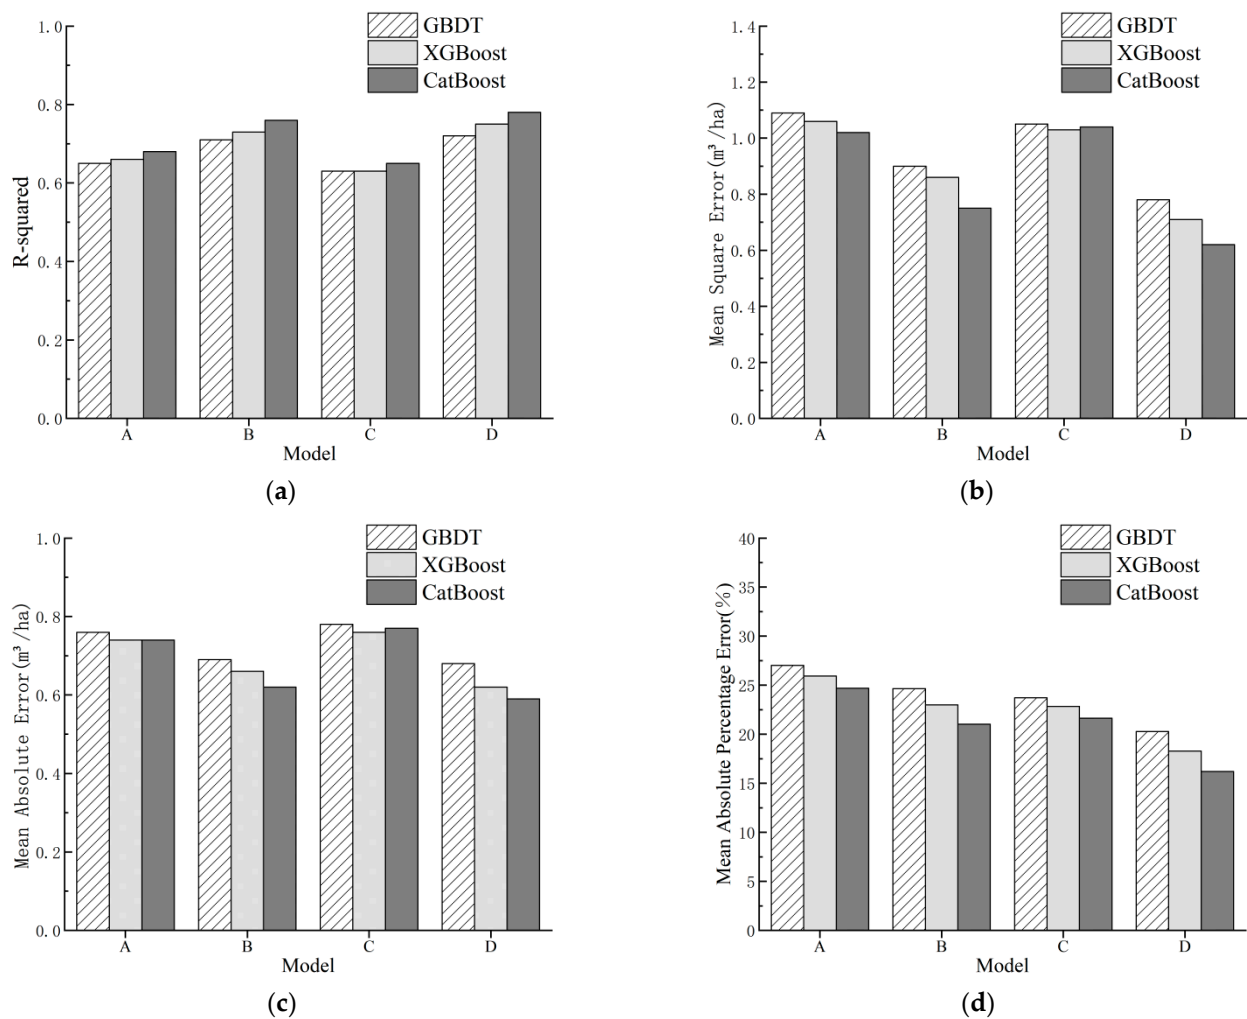 GBDT
XGBoost
CatBoost
1.0
0.8
0.6
0.4
0.2
0.0
R-squared
A B C D
Model
(a)
GBDT
XGBoost
CatBoost
1.4
1.2
1.0
0.8
0.6
0.4
0.2
0.0
Mean Square Error(m³/ha)
A B C D
Model
(b)
GBDT
XGBoost
CatBoost
1.0
0.8
0.6
0.4
0.2
0.0
Mean Absolute Error(m³/ha)
A B C D
Model
(c)
GBDT
XGBoost
CatBoost
40
35
30
25
20
15
10
5
0
Mean Absolute Percentage Error(%)
A B C D
Model
(d)